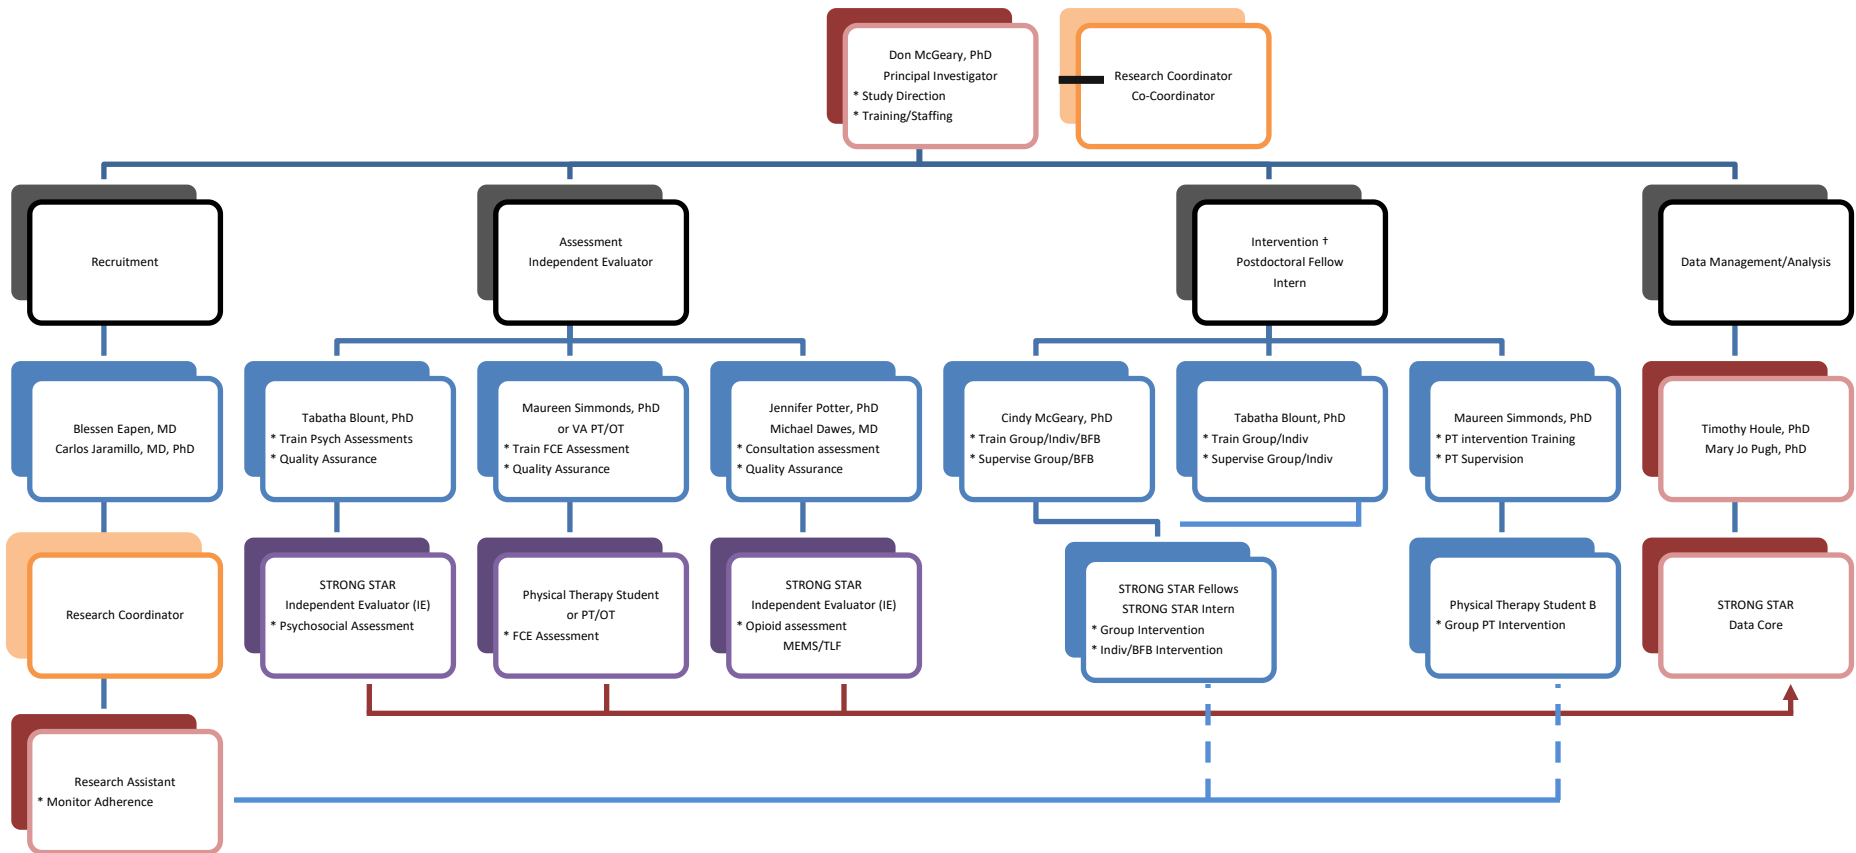 Don McGeary, PhD
Principal Investigator
* Study Direction
* Training/Staffing
Research Coordinator
Co-Coordinator
Recruitment
Assessment
Independent Evaluator
Intervention †
Postdoctoral Fellow
Intern
Data Management/Analysis
Blessen Eapen, MD
Carlos Jaramillo, MD, PhD
Tabatha Blount, PhD
* Train Psych Assessments
* Quality Assurance
Maureen Simmonds, PhD
or VA PT/OT
* Train FCE Assessment
* Quality Assurance
Jennifer Potter, PhD
Michael Dawes, MD
* Consultation assessment
* Quality Assurance
Cindy McGeary, PhD
* Train Group/Indiv/BFB
* Supervise Group/BFB
Tabatha Blount, PhD
* Train Group/Indiv
* Supervise Group/Indiv
Maureen Simmonds, PhD
* PT intervention Training
* PT Supervision
Timothy Houle, PhD
Mary Jo Pugh, PhD
Research Coordinator
STRONG STAR
Independent Evaluator (IE)
* Psychosocial Assessment
Physical Therapy Student
or PT/OT
* FCE Assessment
STRONG STAR
Independent Evaluator (IE)
* Opioid assessment
MEMS/TLF
STRONG STAR Fellows
STRONG STAR Intern
* Group Intervention
* Indiv/BFB Intervention
Physical Therapy Student B
* Group PT Intervention
STRONG STAR
Data Core
Research Assistant
* Monitor Adherence